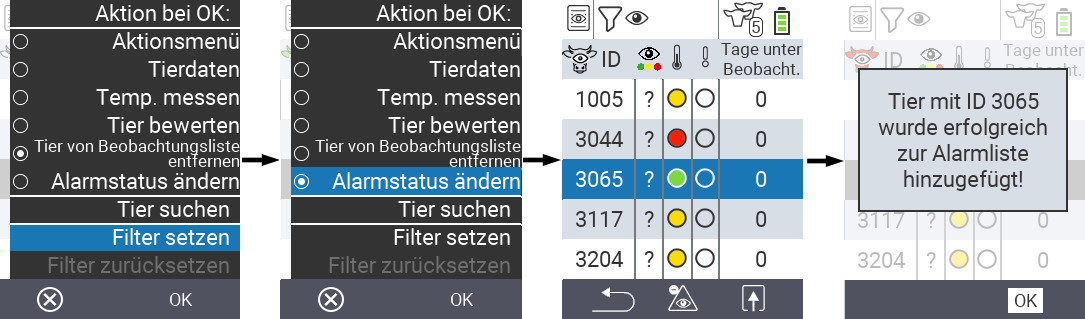 Aktion bei OK:
Aktionsmenü
Tierdaten
Temp. messen
Tier bewerten
Tier von Beobachtungsliste
entfernen
Alarmstatus ändern
Tier suchen
Filter setzen
Filter zurücksetzen
OK
Aktion bei OK:
Aktionsmenü
Tierdaten
Temp. messen
Tier bewerten
Tier von Beobachtungsliste
entfernen
Alarmstatus ändern
Tier suchen
Filter setzen
Filter zurücksetzen
OK
5
ID Tage unter
Beobacht.
1005 ? 0
3044 ? 0
3065 ? 0
3117 ? 0
3204 ? 0
5
ID Tage unter
Beobacht.
Tier mit ID 3065
wurde erfolgreich
zur Alarmliste
hinzugefügt!
3117 ? 0
3204 ? 0
OK